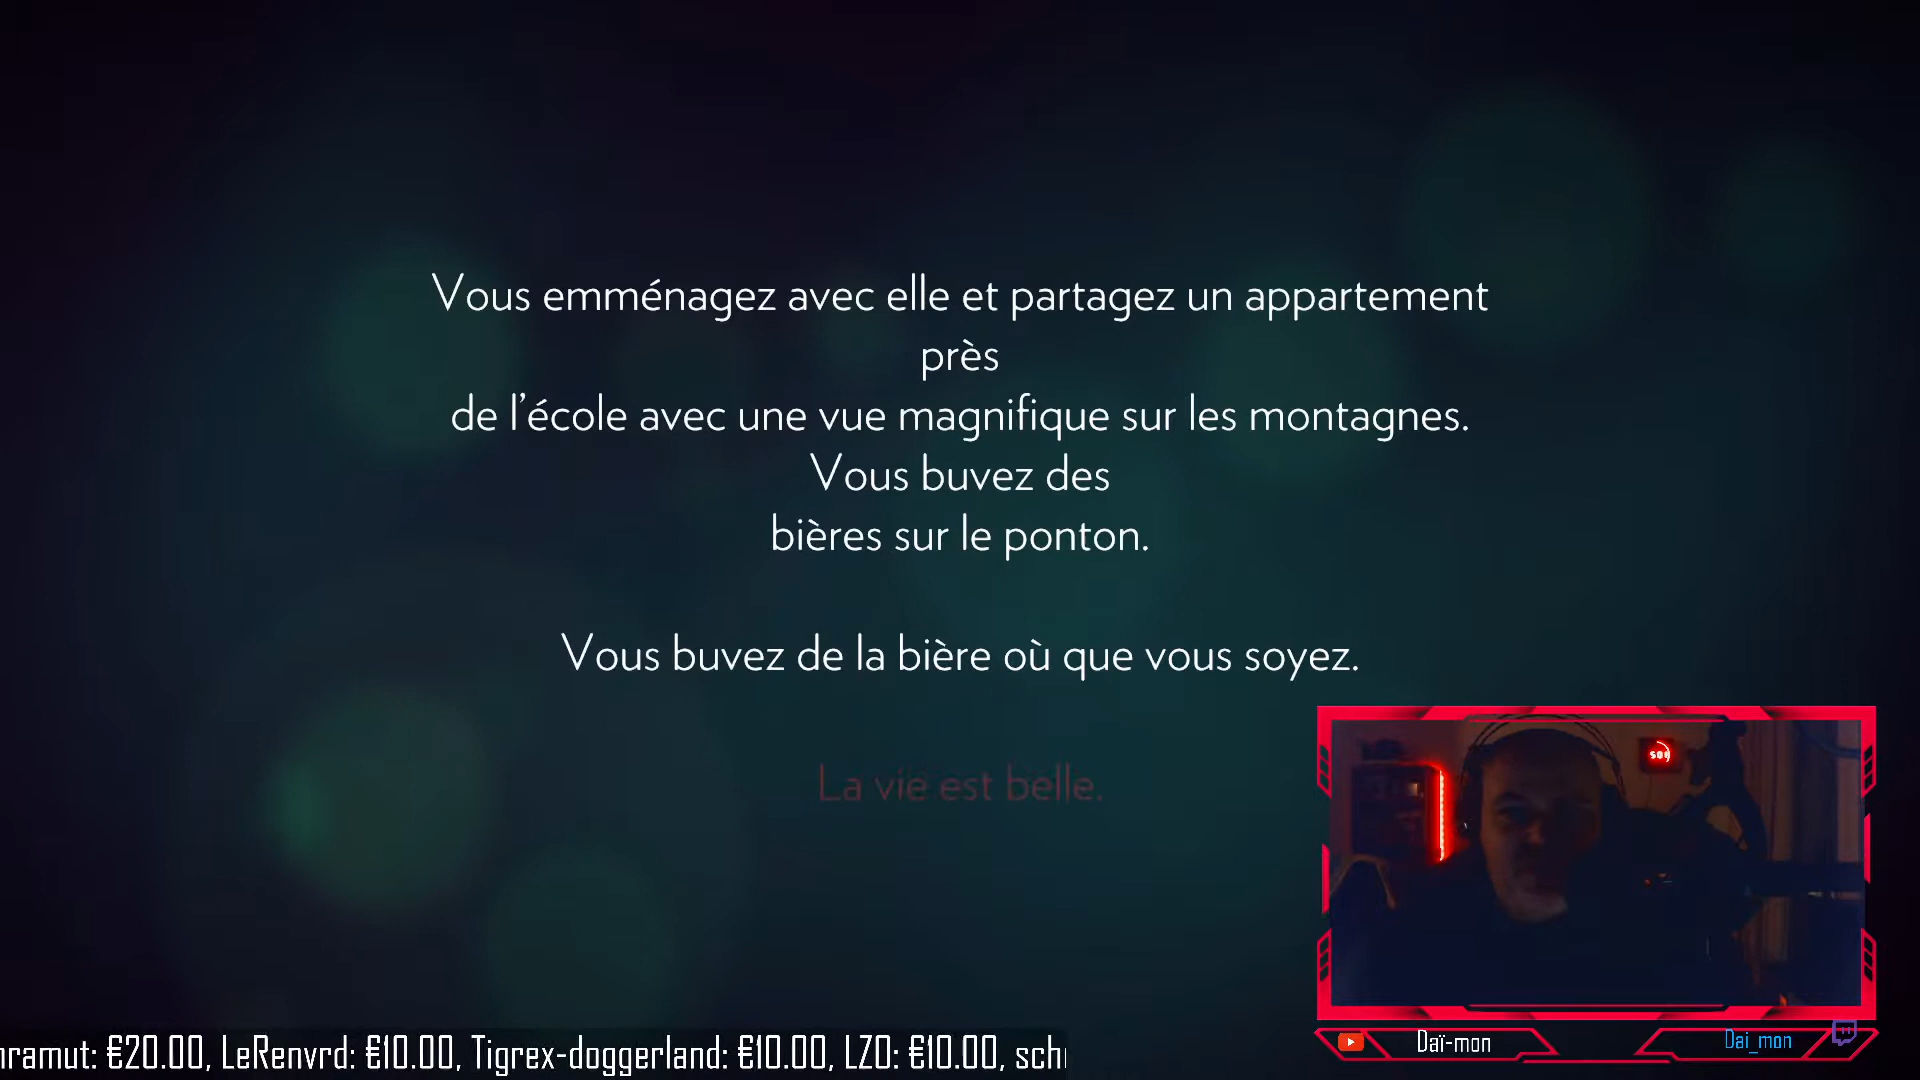 Vous emménagez avec elle et partagez un appartement
près
de l'école avec une vue magnifique sur les montagnes.
Vous buvez des
bières sur le ponton.
Vous buvez de la bière où que vous soyez.
La vie est belle.
ramut: €20.00, LeRenvrd: €10.00, Tigrex-doggerland: €10.00, LZO: €10.00, sch
Daï-mon
Dai_mon